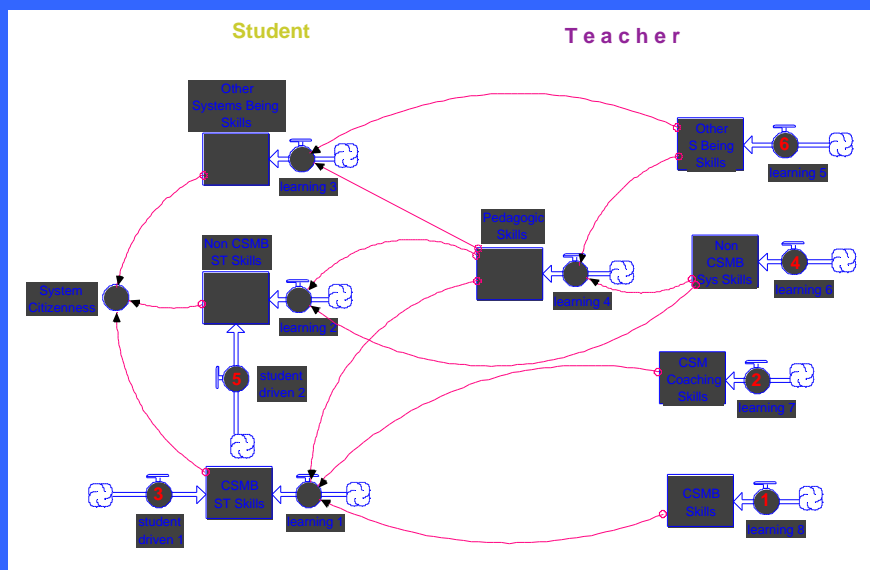 Student
T e a c h e r
Other
Systems Being
Skills
learning 3
Other
S Being
Skills
6
learning 5
Pedagogic
Skills
learning 4
Non CSMB
ST Skills
learning 2
Non
CSMB
Sys Skills
4
learning 6
System
Citizenness
5
student
driven 2
CSM
Coaching
Skills
2
learning 7
3
student
driven 1
CSMB
ST Skills
learning 1
CSMB
Skills
1
learning 8